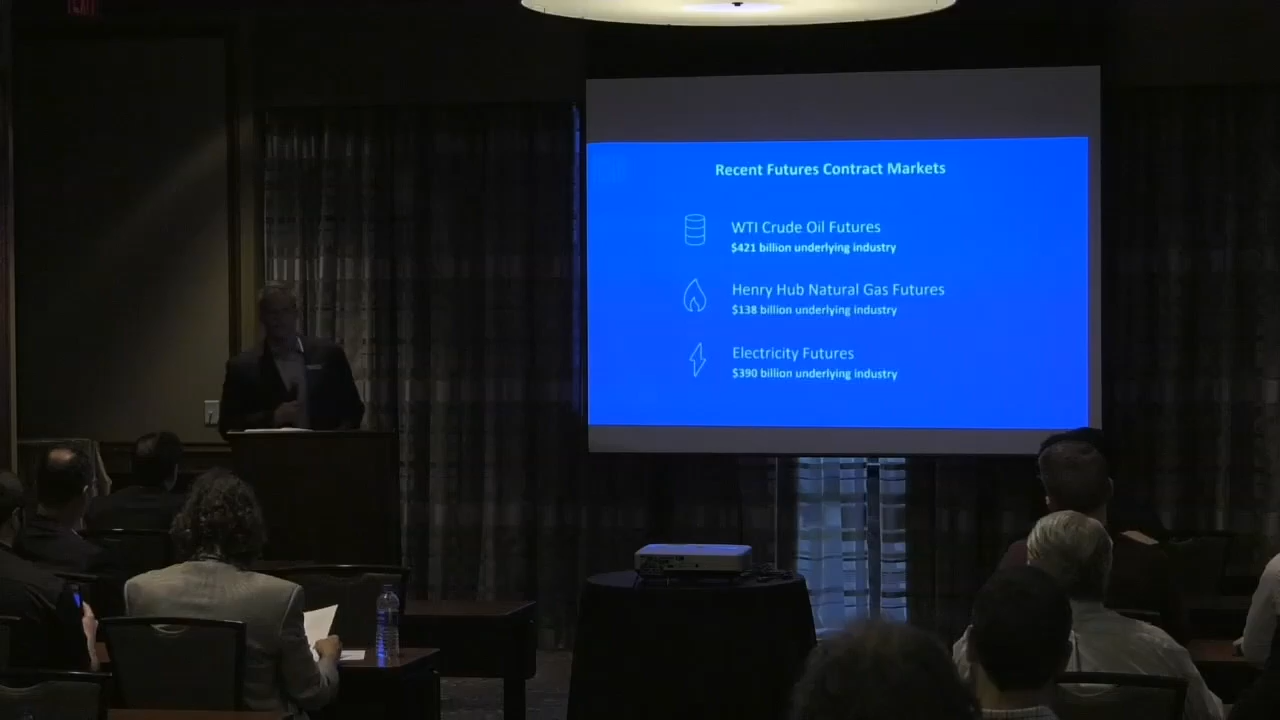 Recent Futures Contract Markets
WTI Crude Oil Futures
$421 billion underlying industry
Henry Hub Natural Gas Futures
$138 billion underlying industry
Electricity Futures
$390 billion underlying industry